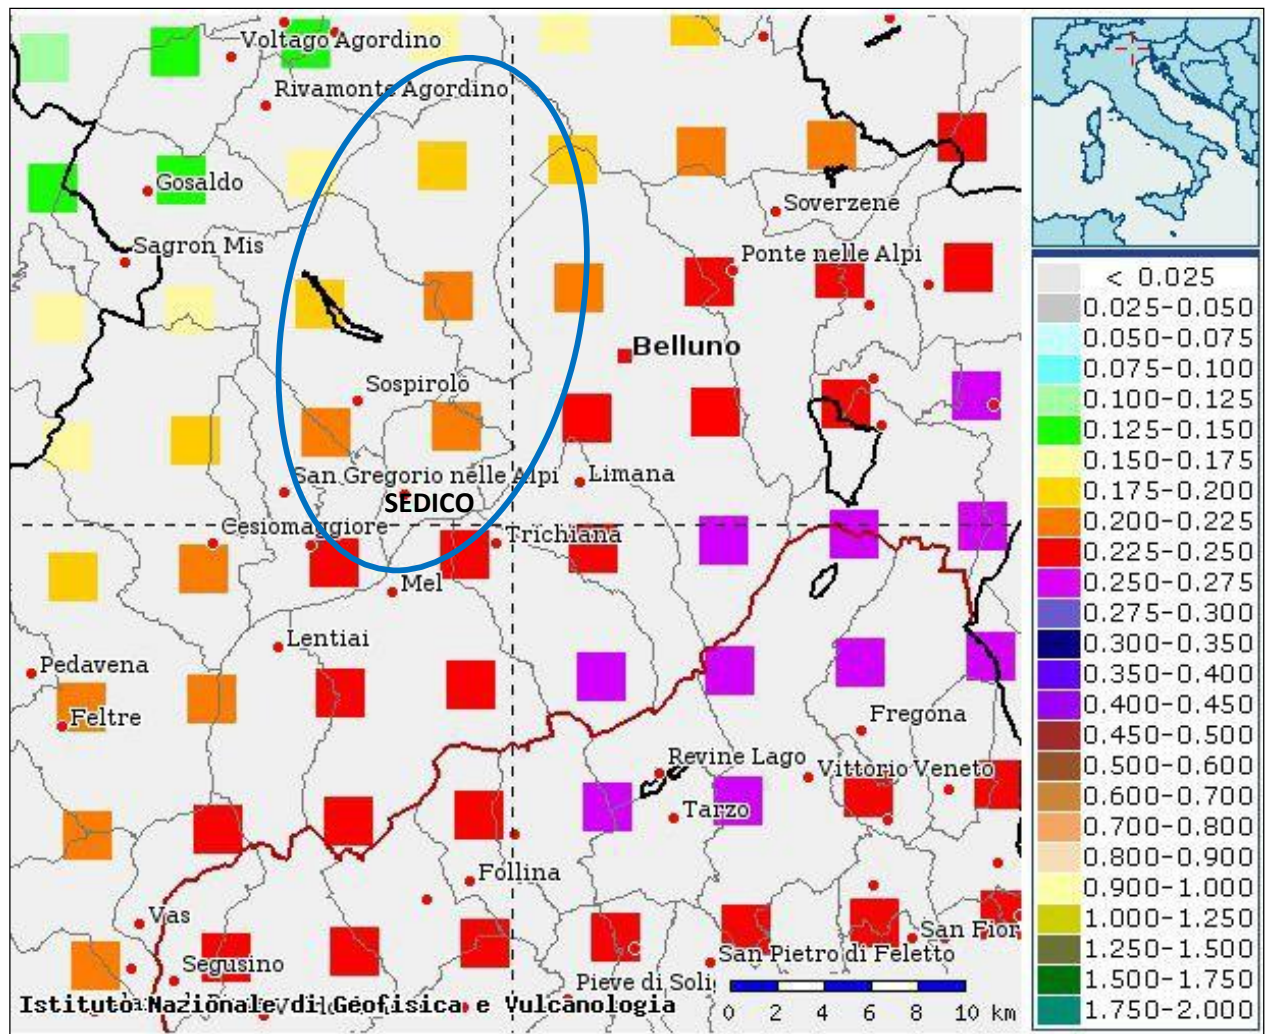 Voltago Agordino
Rivamonte Agordino
Gosaldo
Soverzene
Sagron Mis
Ponte nelle Alpi
Belluno
Sospirolo
San Gregorio nelle Alpi
Limana
SEDICO
Cesiomaggiore
Trichiana
Mel
Lentiai
Pedavena
Feltre
Fregona
Revine Lago
Vittorio Veneto
Tarzo
Follina
Vas
San Fior
San Pietro di Feletto
Segusino
Pieve di Soli
Istituto Nazionale di Geofisica e Vulcanologia
0 2 4 6 8 10 km
< 0.025
0.025-0.050
0.050-0.075
0.075-0.100
0.100-0.125
0.125-0.150
0.150-0.175
0.175-0.200
0.200-0.225
0.225-0.250
0.250-0.275
0.275-0.300
0.300-0.350
0.350-0.400
0.400-0.450
0.450-0.500
0.500-0.600
0.600-0.700
0.700-0.800
0.800-0.900
0.900-1.000
1.000-1.250
1.250-1.500
1.500-1.750
1.750-2.000